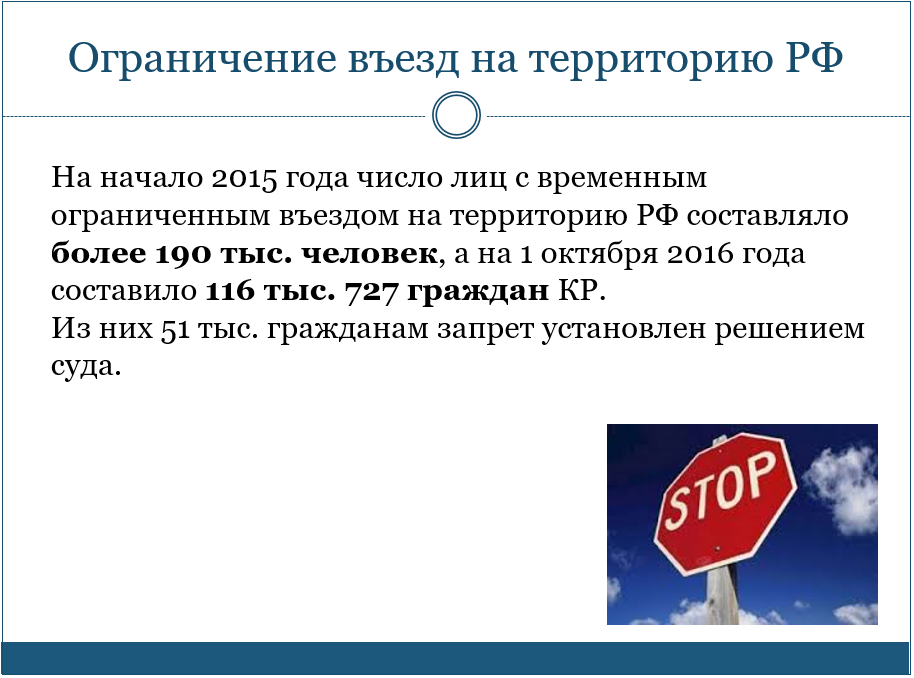 Ограничение въезд на территорию РФ
На начало 2015 года число лиц с временным
ограниченным въездом на территорию РФ составляло
более 190 тыс. человек, а на 1 октября 2016 года
составило 116 тыс. 727 граждан КР.
Из них 51 тыс. гражданам запрет установлен решением
суда.
STOP